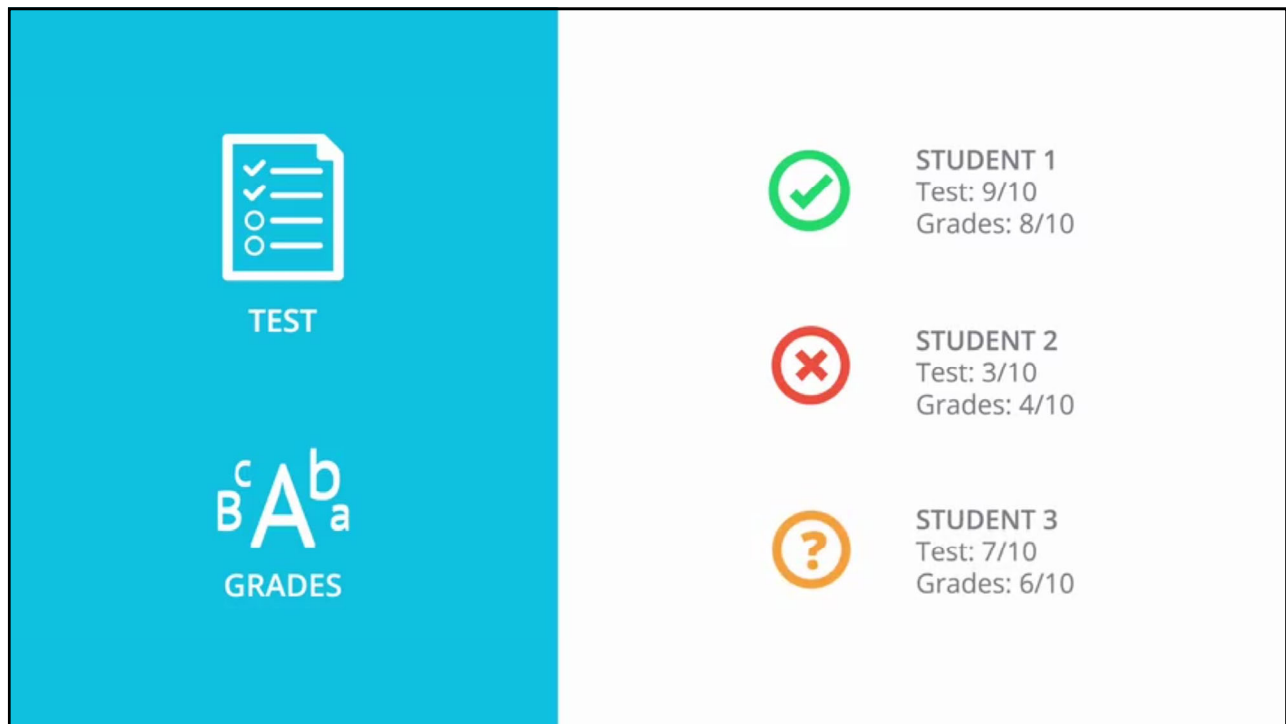 TEST
c
B
A
b
a
GRADES
STUDENT 1
Test: 9/10
Grades: 8/10
STUDENT 2
Test: 3/10
Grades: 4/10
?
STUDENT 3
Test: 7/10
Grades: 6/10